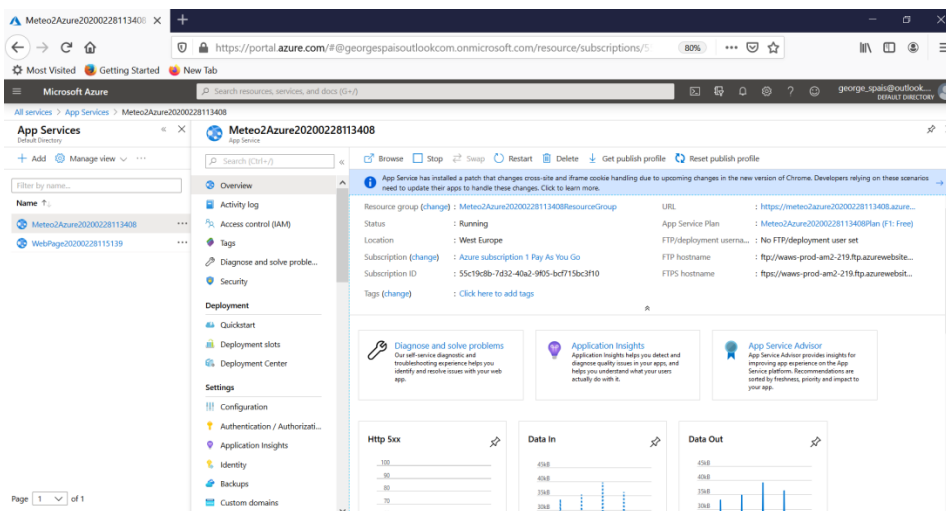 Meteo2Azure20200228113408
https://portal.azure.com/#@georgespaisoutlookcom.onmicrosoft.com/resource/subscriptions/5
80%
Most Visited Getting Started New Tab
Microsoft Azure
Search resources, services, and docs (G+/)
george_spais@outlook....
DEFAULT DIRECTORY
All services > App Services > Meteo2Azure20200228113408
App Services
Default Directory
Add Manage view ...
Filter by name...
Name ↑
Meteo2Azure20200228113408 ...
WebPage20200228115139 ...
Page 1 of 1
Meteo2Azure20200228113408
App Service
Search (Ctrl+/)
Overview
Activity log
Access control (IAM)
Tags
Diagnose and solve proble...
Security
Deployment
Quickstart
Deployment slots
Deployment Center
Settings
Configuration
Authentication / Authorizati...
Application Insights
Identity
Backups
Custom domains
Browse Stop Swap Restart Delete Get publish profile Reset publish profile
App Service has installed a patch that changes cross-site and iframe cookie handling due to upcoming changes in the new version of Chrome. Developers relying on these scenarios
need to update their apps to handle these changes. Click to learn more.
Resource group (change) : Meteo2Azure20200228113408ResourceGroup
Status : Running
Location : West Europe
Subscription (change) : Azure subscription 1 Pay As You Go
Subscription ID : 55c19c8b-7d32-40a2-9f05-bcf715bc3f10
Tags (change) : Click here to add tags
URL : https://meteo2azure20200228113408.azure...
App Service Plan : Meteo2Azure20200228113408Plan (F1: Free)
FTP/deployment userna... : No FTP/deployment user set
FTP hostname : ftp://waws-prod-am2-219.ftp.azurewebsit...
FTPS hostname : ftps://waws-prod-am2-219.ftp.azurewebsit...
Diagnose and solve problems
Our self-service diagnostic and
troubleshooting experience helps you
identify and resolve issues with your web
app.
Application Insights
Application Insights helps you detect and
diagnose quality issues in your apps, and
helps you understand what your users
actually do with it.
App Service Advisor
App Service Advisor provides insights for
improving app experience on the App
Service platform. Recommendations are
sorted by freshness, priority and impact to
your app.
Http 5xx
100
90
80
70
Data In
45kB
40kB
35kB
30kB
Data Out
45kB
40kB
35kB
30kB